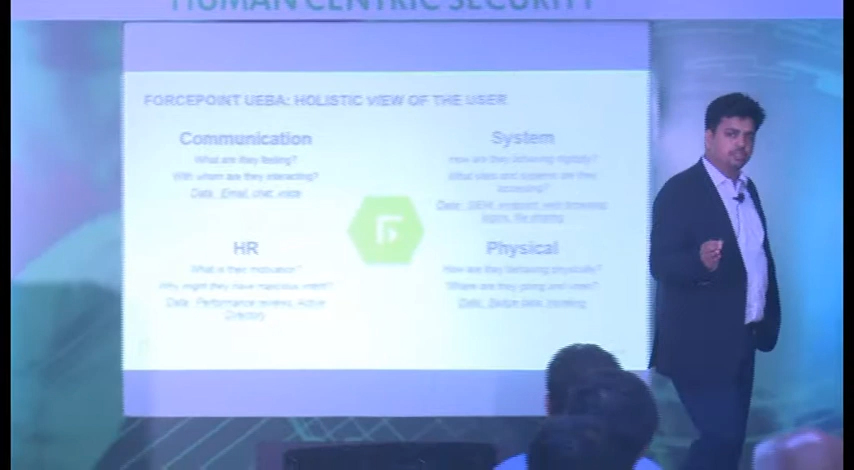 HUMAN CENTRIC SECURITY
FORCEPOINT UEBA: HOLISTIC VIEW OF THE USER
Communication
What are they feeling?
With whom are they interacting?
Data: Email, chat, voice
System
How are they behaving digitally?
What sites and systems are they
accessing?
Data: SIEM, endpoint, web browsing,
logins, file sharing
HR
What is their motivation?
Why might they have malicious intent?
Data: Performance reviews, Active
Directory
Physical
How are they behaving physically?
Where are they going and when?
Data: Badge data, traveling